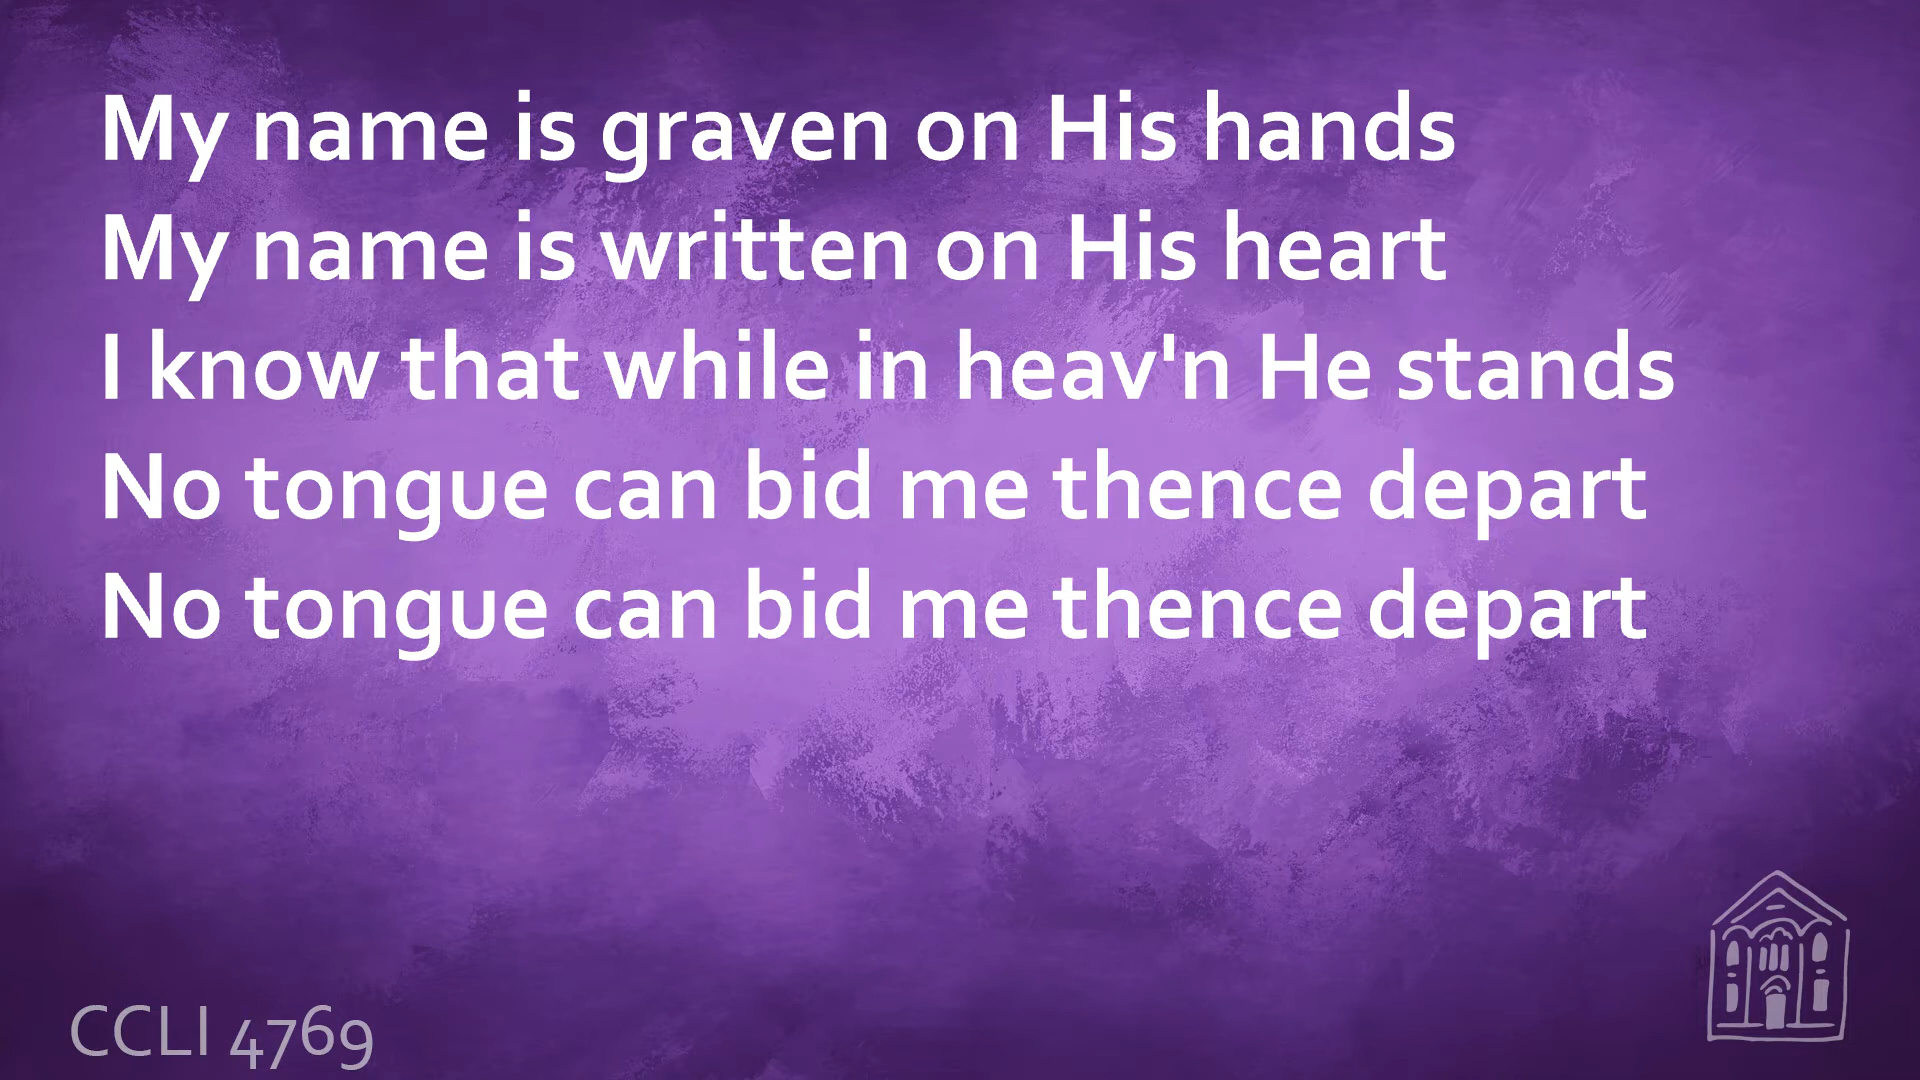 My name is graven on His hands
My name is written on His heart
I know that while in heav'n He stands
No tongue can bid me thence depart
No tongue can bid me thence depart
CCLI 4769